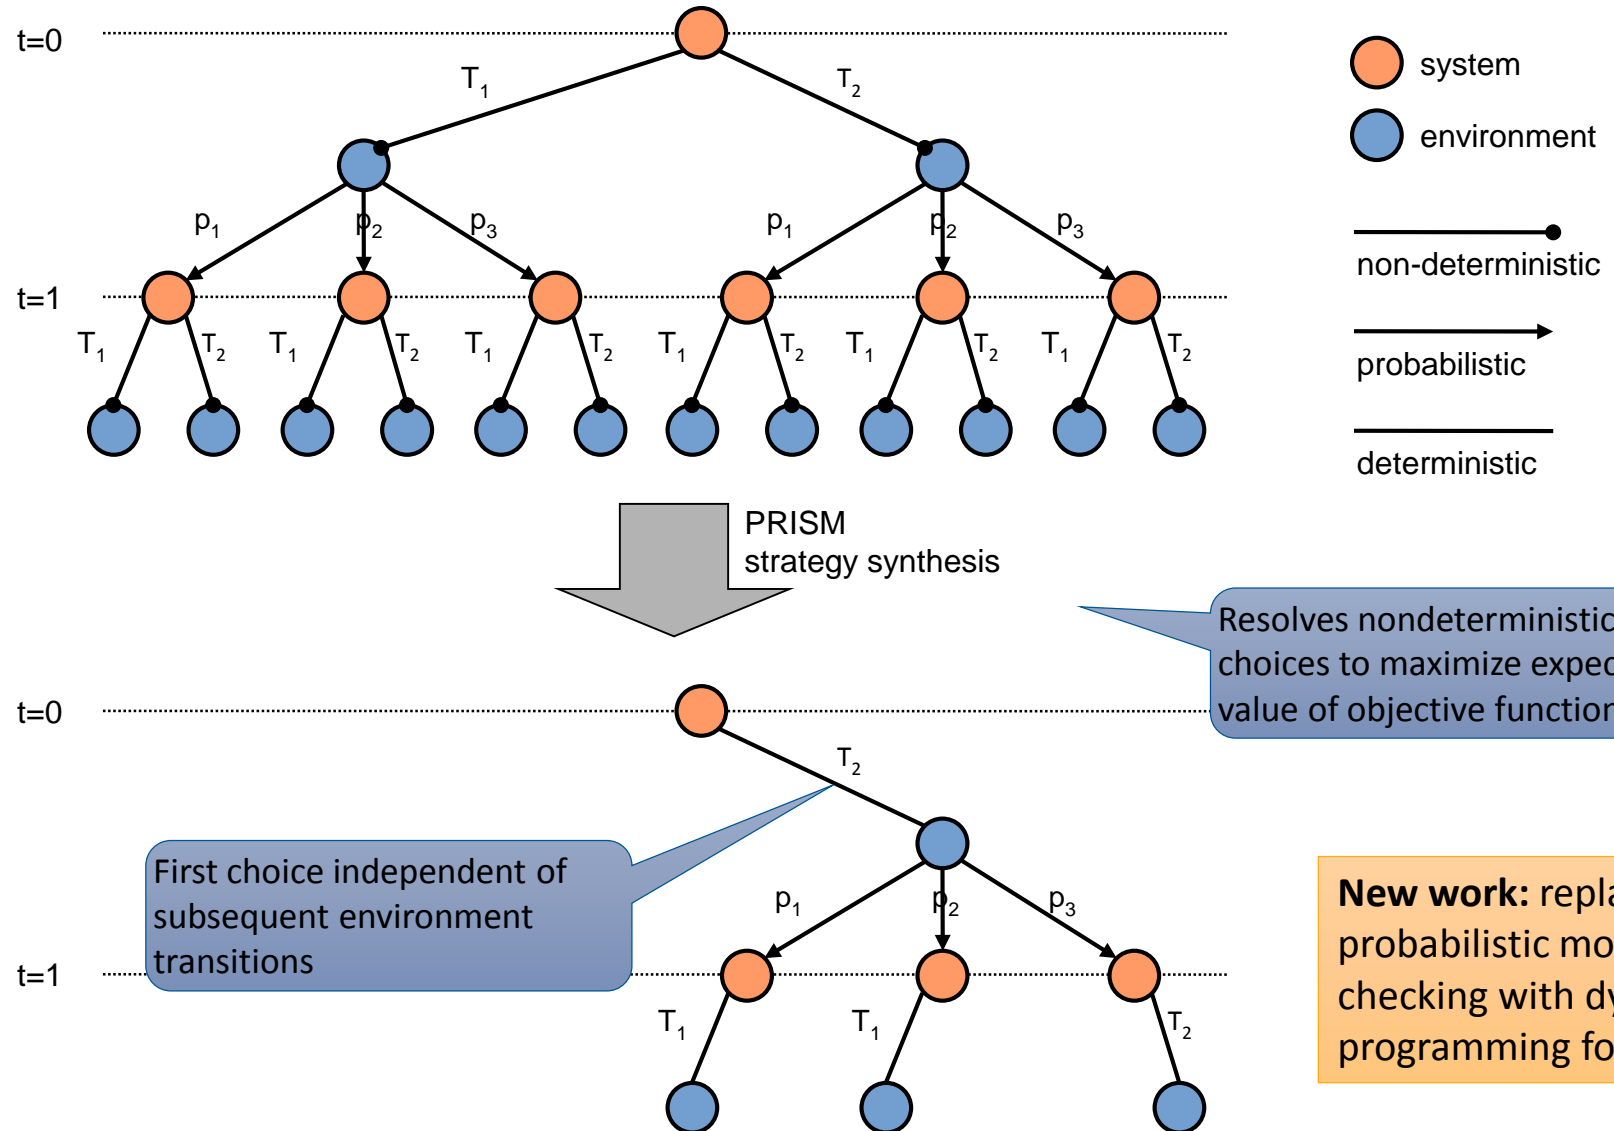 t=0
T1
T2
system
environment
p1
p2
p3
p1
p2
p3
non-deterministic
t=1
T1
T2
T1
T2
T1
T2
T1
T2
T1
T2
T1
T2
probabilistic
deterministic
PRISM
strategy synthesis
Resolves nondeterministic
choices to maximize expec
value of objective function
t=0
T2
First choice independent of
subsequent environment
transitions
p1
p2
p3
New work: repla
probabilistic mo
checking with dy
programming fo
t=1
T1
T1
T2